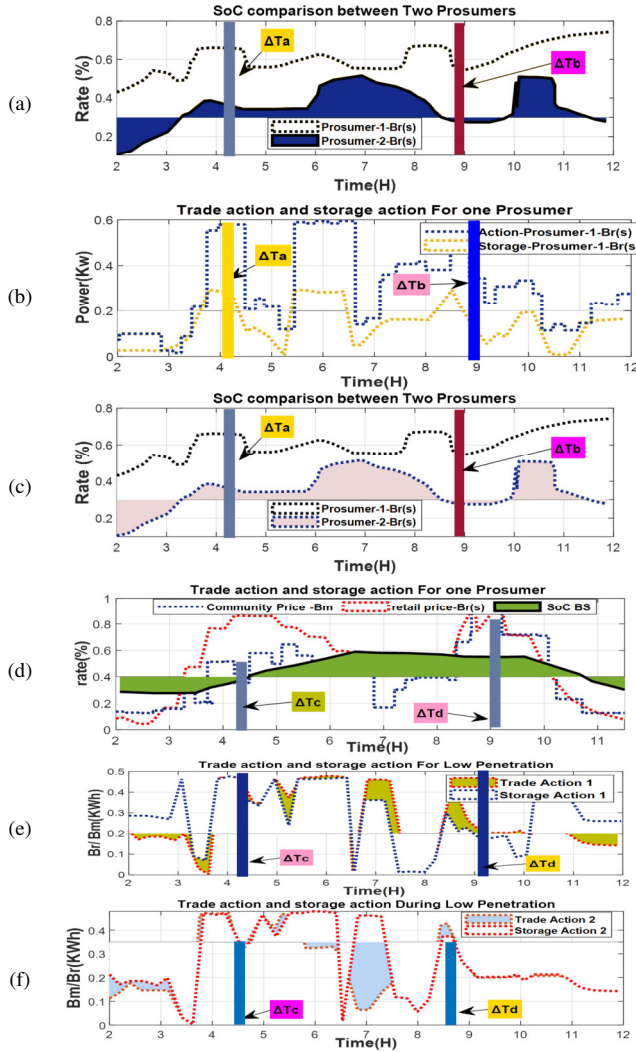 SoC comparison between Two Prosumers
(a)
Rate (%)
0.8
0.6
0.4
0.2
ΔTa
ΔTb
Prosumer-1-Br(s)
Prosumer-2-Br(s)
2 3 4 5 6 7 8 9 10 11 12
Time(H)
Trade action and storage action For one Prosumer
(b)
Power(Kw)
0.6
0.4
0.2
0
ΔTa
ΔTb
Action-Prosumer-1-Br(s)
Storage-Prosumer-1-Br(s)
2 3 4 5 6 7 8 9 10 11 12
Time(H)
SoC comparison between Two Prosumers
(c)
Rate (%)
0.8
0.6
0.4
0.2
ΔTa
ΔTb
Prosumer-1-Br(s)
Prosumer-2-Br(s)
2 3 4 5 6 7 8 9 10 11 12
Time(H)
Trade action and storage action For one Prosumer
(d)
rate(%)
1
0.8
0.6
0.4
0.2
0
Community Price -Bm
retail price-Br(s)
SoC BS
ΔTc
ΔTd
2 3 4 5 6 7 8 9 10 11
Time(H)
Trade action and storage action For Low Penetration
(e)
Br/ Bm(KWh)
0.5
0.4
0.3
0.2
0.1
0
Trade Action 1
Storage Action 1
ΔTc
ΔTd
2 3 4 5 6 7 8 9 10 11 12
Time(H)
Trade action and storage action During Low Penetration
(f)
Bm/Br(KWh)
0.4
0.3
0.2
0.1
0
Trade Action 2
Storage Action 2
ΔTc
ΔTd
2 3 4 5 6 7 8 9 10 11 12
Time(H)